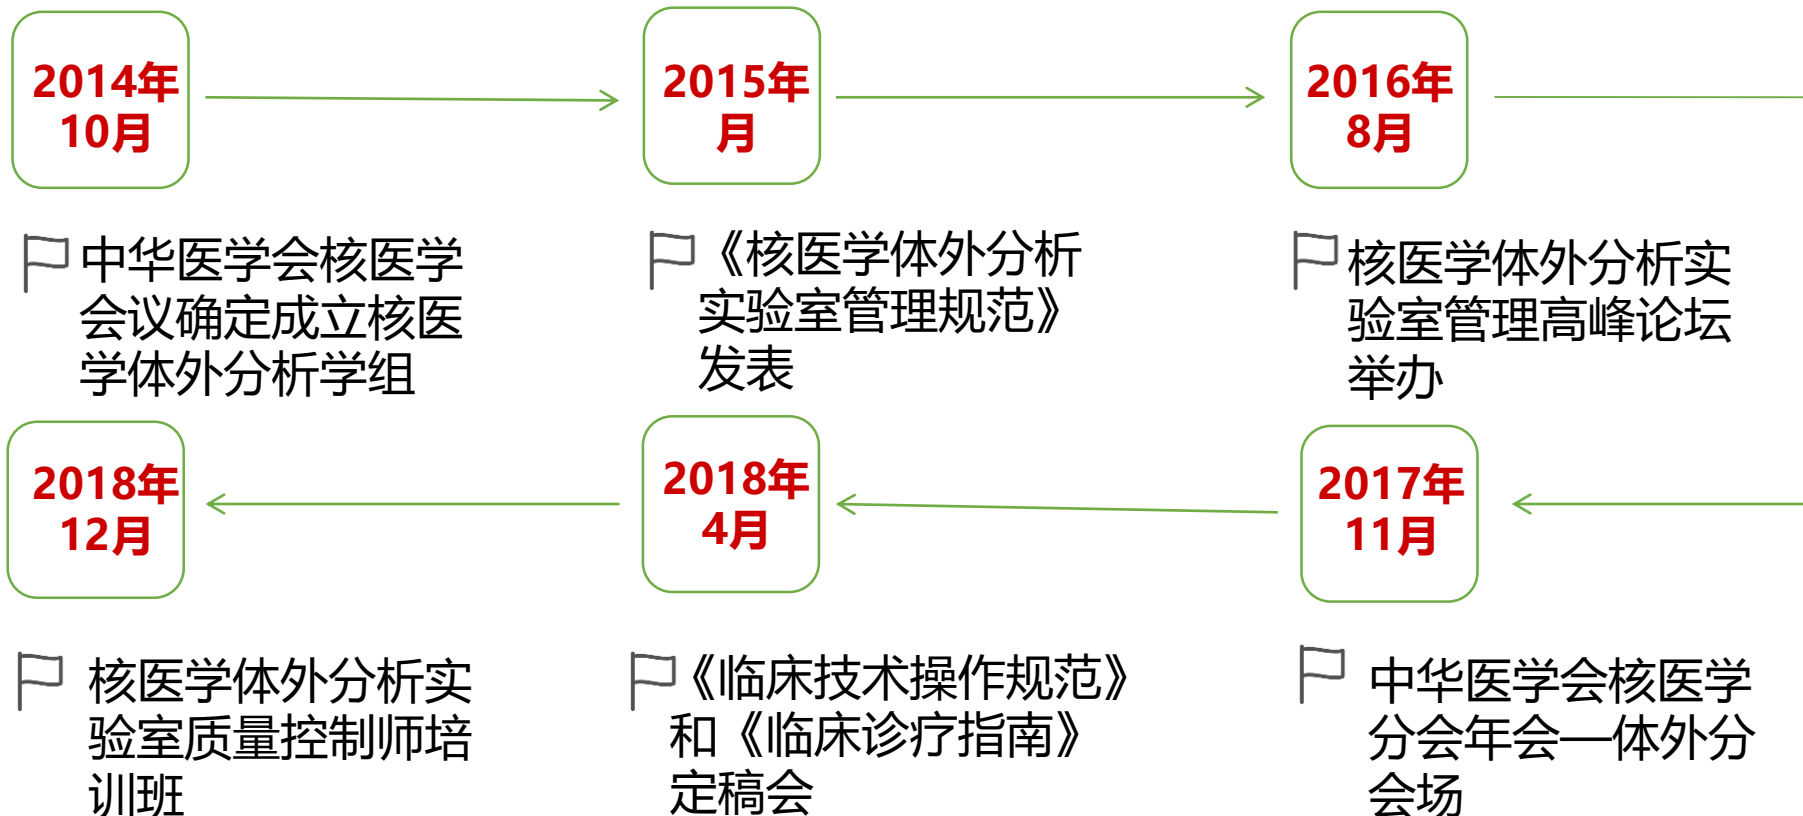 2014年
10月
2015年
月
2016年
8月
中华医学会核医学
会议确定成立核医
学体外分析学组
《核医学体外分析
实验室管理规范》
发表
核医学体外分析实
验室管理高峰论坛
举办
2018年
12月
2018年
4月
2017年
11月
核医学体外分析实
验室质量控制师培
训班
《临床技术操作规范》
和《临床诊疗指南》
定稿会
中华医学会核医学
分会年会—体外分
会场